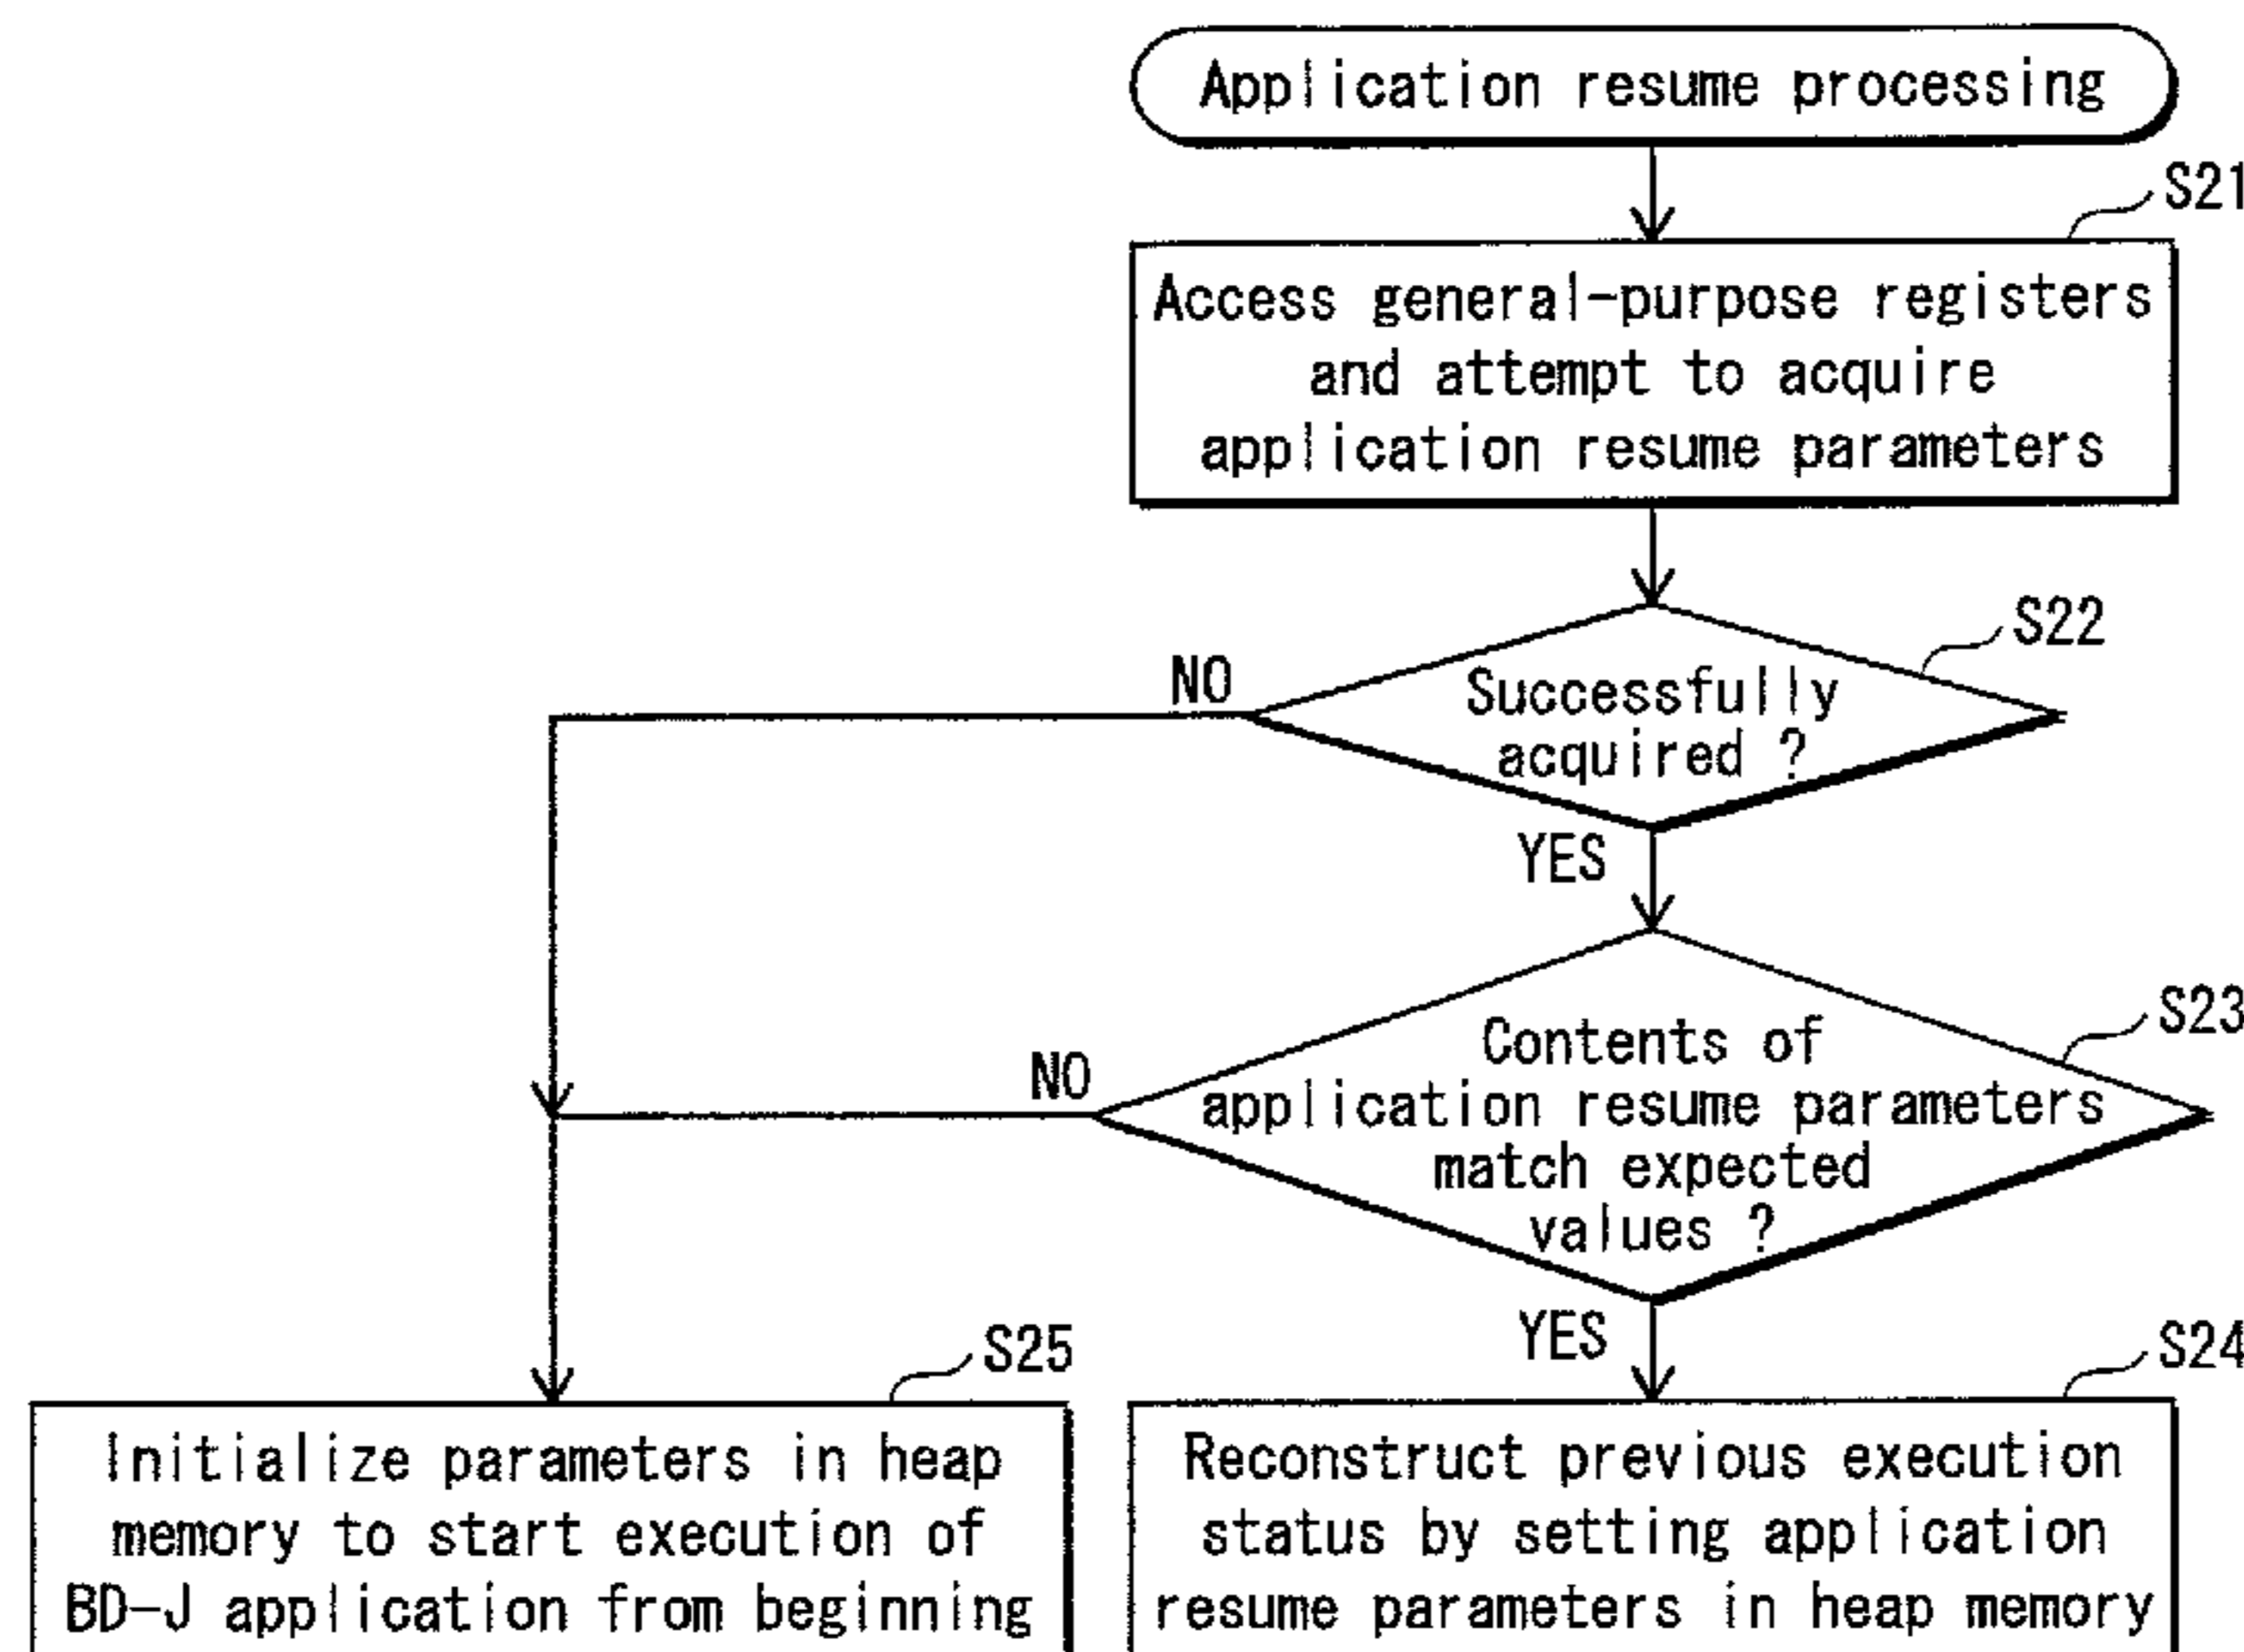 Application resume processing
S21
Access general-purpose registers
and attempt to acquire
application resume parameters
S22
NO
Successfully
acquired ?
YES
S23
NO
Contents of
application resume parameters
match expected
values ?
YES
S25
Initialize parameters in heap
memory to start execution of
BD-J application from beginning
S24
Reconstruct previous execution
status by setting application
resume parameters in heap memory